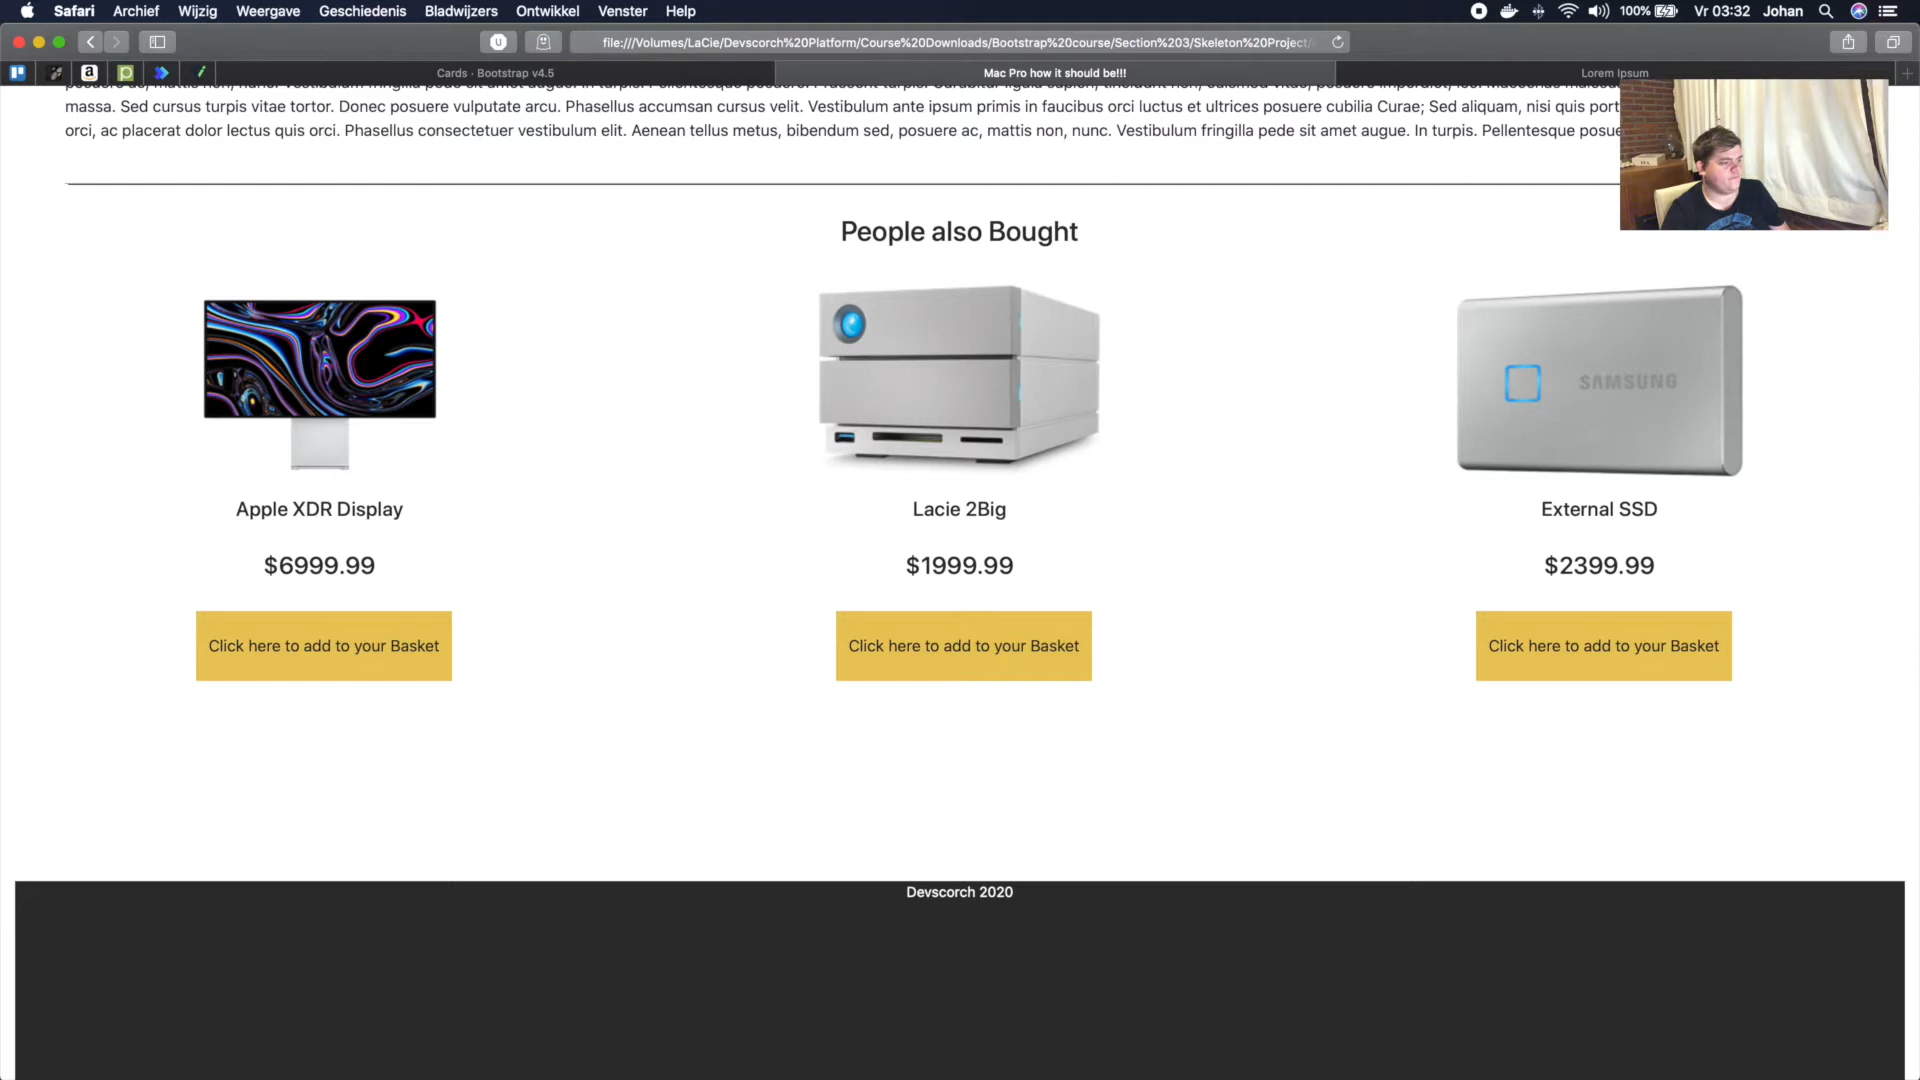 Safari Archief Wijzig Weergave Geschiedenis Bladwijzers Ontwikkel Venster Help 100% Vr 03:32 Johan
file:///Volumes/LaCie/Devscorch%20Platform/Course%20Downloads/Bootstrap%20course/Section%203/Skeleton%20Project/
Cards · Bootstrap v4.5 Mac Pro how it should be!!! Lorem Ipsum
massa. Sed cursus turpis vitae tortor. Donec posuere vulputate arcu. Phasellus accumsan cursus velit. Vestibulum ante ipsum primis in faucibus orci luctus et ultrices posuere cubilia Curae; Sed aliquam, nisi quis port
orci, ac placerat dolor lectus quis orci. Phasellus consectetuer vestibulum elit. Aenean tellus metus, bibendum sed, posuere ac, mattis non, nunc. Vestibulum fringilla pede sit amet augue. In turpis. Pellentesque posue
People also Bought
SAMSUNG
Apple XDR Display Lacie 2Big External SSD
$6999.99 $1999.99 $2399.99
Click here to add to your Basket Click here to add to your Basket Click here to add to your Basket
Devscorch 2020